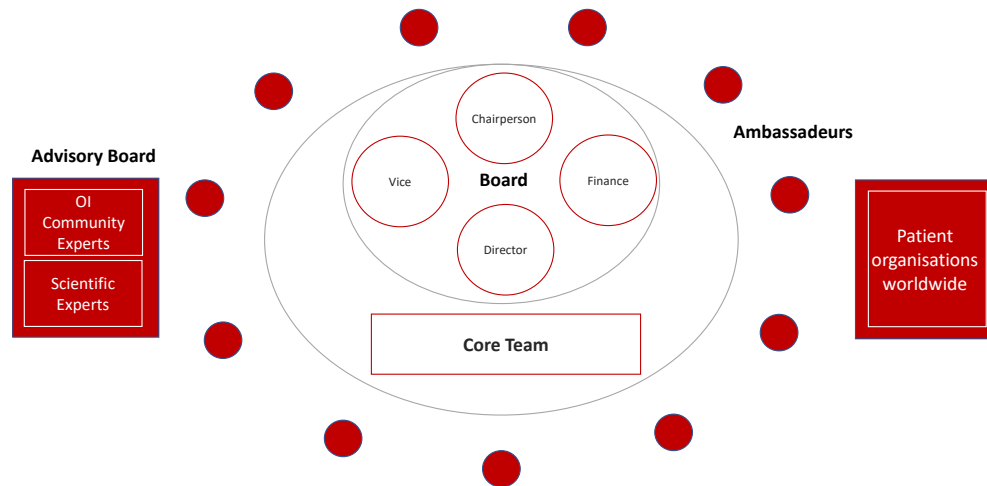 Chairperson
Ambassadeurs
Advisory Board
Vice
Board
Finance
OI
Community
Experts
Director
Patient
organisations
worldwide
Scientific
Experts
Core Team